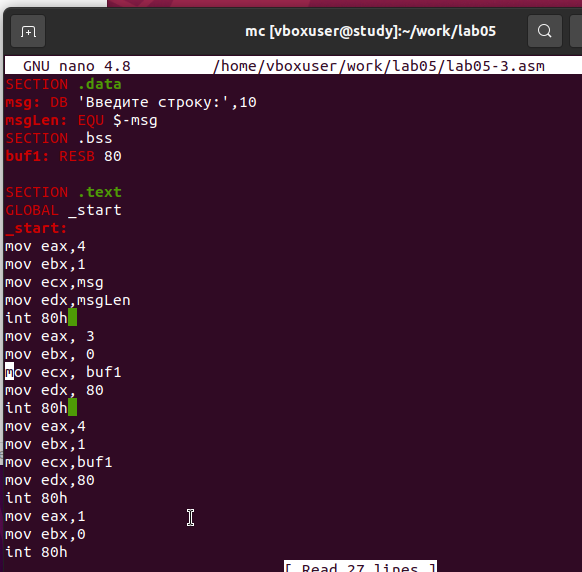 mc [vboxuser@study]:~/work/lab05
GNU nano 4.8 /home/vboxuser/work/lab05/lab05-3.asm
SECTION .data
msg: DB 'Введите строку:',10
msgLen: EQU $-msg
SECTION .bss
buf1: RESB 80
SECTION .text
GLOBAL _start
_start:
mov eax,4
mov ebx,1
mov ecx,msg
mov edx,msgLen
int 80h
mov eax, 3
mov ebx, 0
mov ecx, buf1
mov edx, 80
int 80h
mov eax,4
mov ebx,1
mov ecx,buf1
mov edx,80
int 80h
mov eax,1
mov ebx,0
int 80h
[ Read 27 lines ]